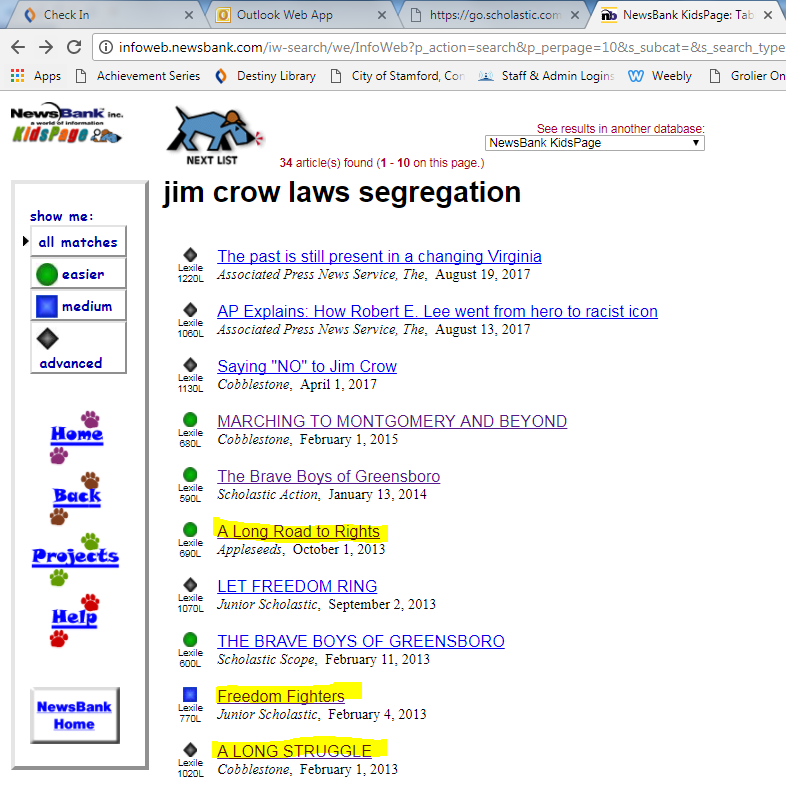 Check In
Outlook Web App
https://go.scholastic.com
NewsBank KidsPage: Tab
infoweb.newsbank.com/iw-search/we/InfoWeb?p_action=search&p_perpage=10&s_subcat=&s_search_type
Apps
Achievement Series
Destiny Library
City of Stamford, Con
Staff & Admin Logins
Weebly
Grolier On
NewsBank inc.
a world of information
KidsPage
NEXT LIST
See results in another database:
NewsBank KidsPage
34 article(s) found (1 - 10 on this page.)
jim crow laws segregation
show me:
all matches
easier
medium
advanced
Home
Back
Projects
Help
NewsBank
Home
Lexile
1220L
The past is still present in a changing Virginia
Associated Press News Service, The, August 19, 2017
Lexile
1060L
AP Explains: How Robert E. Lee went from hero to racist icon
Associated Press News Service, The, August 13, 2017
Lexile
1130L
Saying "NO" to Jim Crow
Cobblestone, April 1, 2017
Lexile
680L
MARCHING TO MONTGOMERY AND BEYOND
Cobblestone, February 1, 2015
Lexile
590L
The Brave Boys of Greensboro
Scholastic Action, January 13, 2014
Lexile
690L
A Long Road to Rights
Appleseeds, October 1, 2013
Lexile
1070L
LET FREEDOM RING
Junior Scholastic, September 2, 2013
Lexile
600L
THE BRAVE BOYS OF GREENSBORO
Scholastic Scope, February 11, 2013
Lexile
770L
Freedom Fighters
Junior Scholastic, February 4, 2013
Lexile
1020L
A LONG STRUGGLE
Cobblestone, February 1, 2013